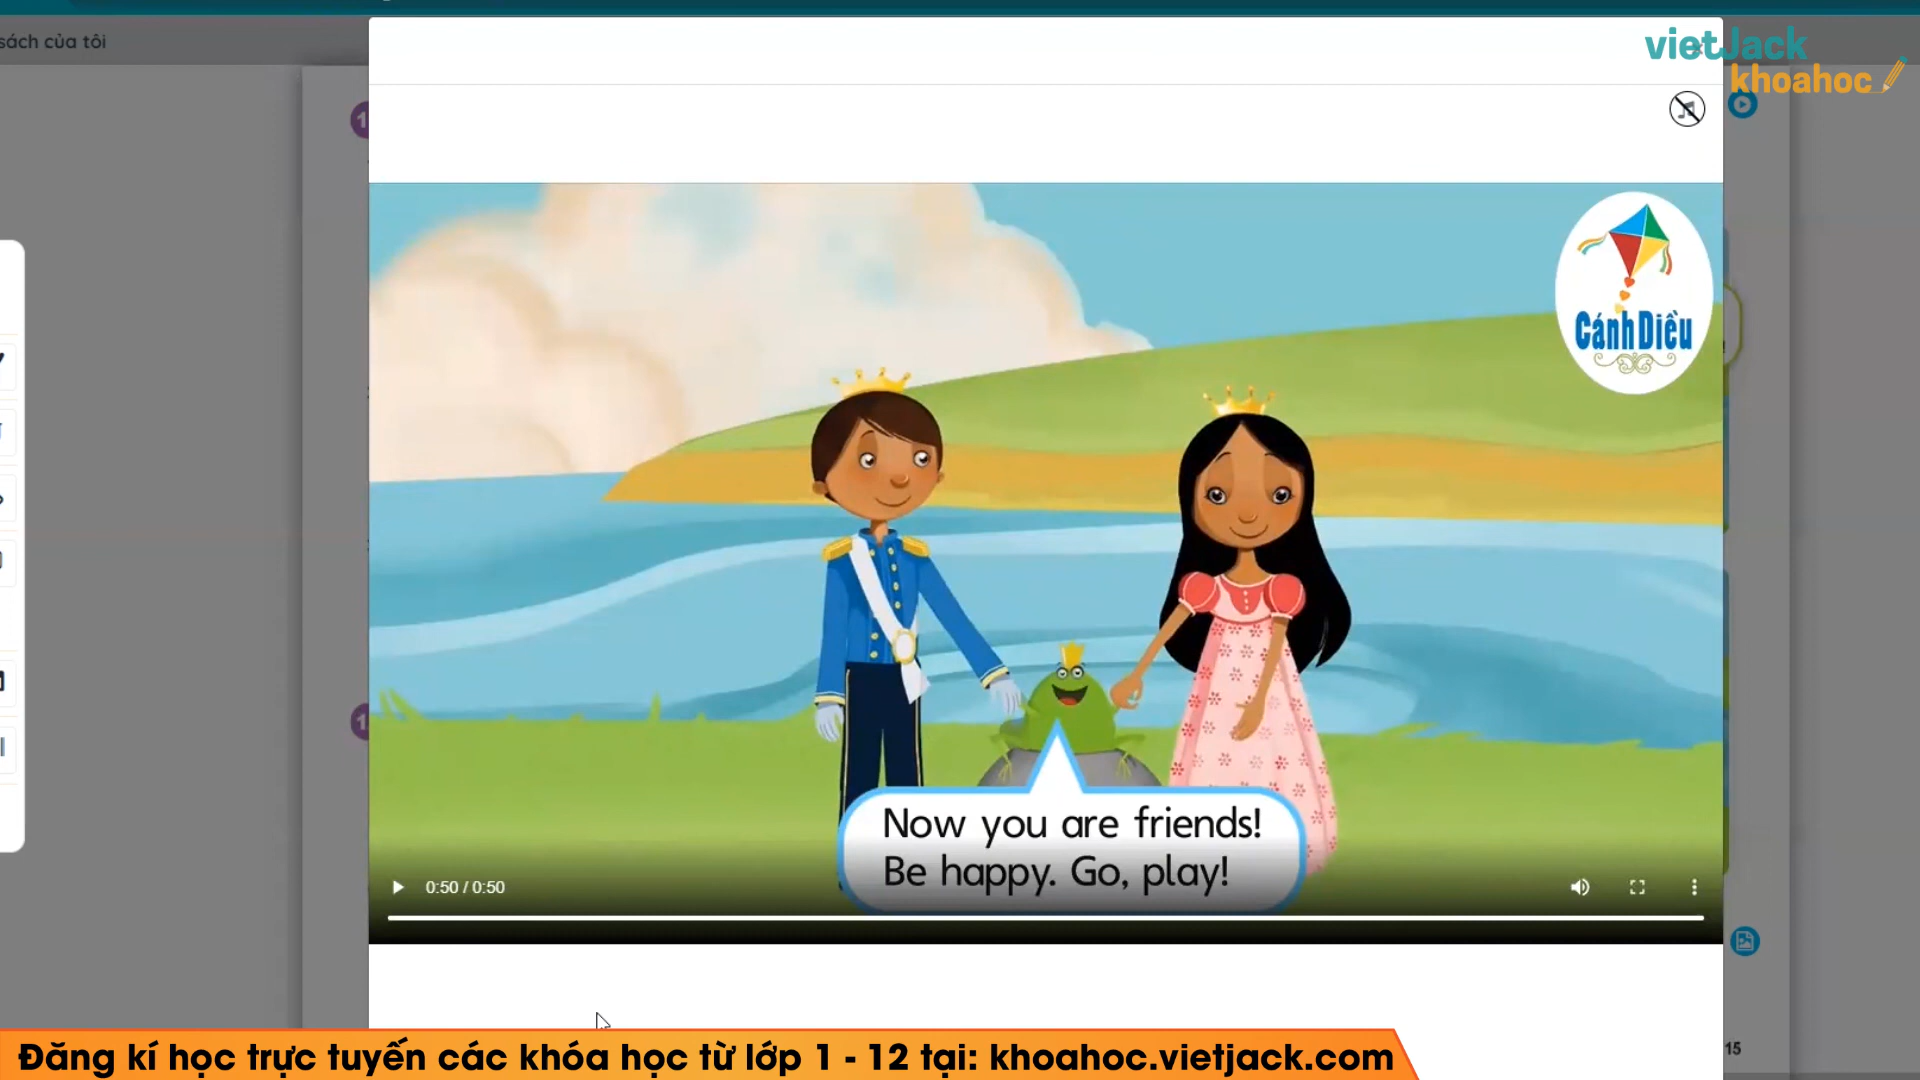 sách của tôi
vietJack
khoahoc
Cánh Diều
Now you are friends!
Be happy. Go, play!
0:50 / 0:50
15
Đăng kí học trực tuyến các khóa học từ lớp 1 - 12 tại: khoahoc.vietjack.com